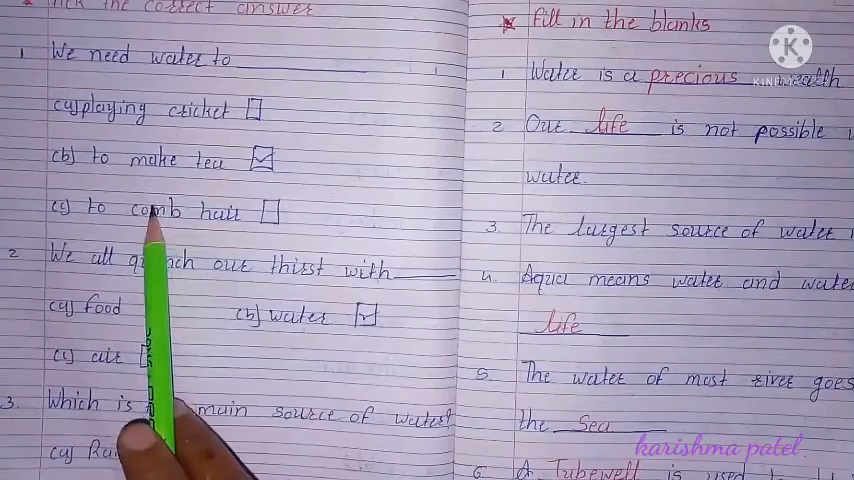 Tick the correct answer
1 We need water to
(a) playing cricket
(b) to make tea
(c) to comb hair
2 We all quench our thirst with
(a) food (b) water
(c) air
3. Which is main source of water?
(a)
* Fill in the blanks
1 Water is a precious wealth
2 Our life is not possible
water.
3. The largest source of water
4. Aqua means water and water
life
5. The water of most river goes
the Sea
6 A Tubewell is used
K
KINEMASTER
karishma patel